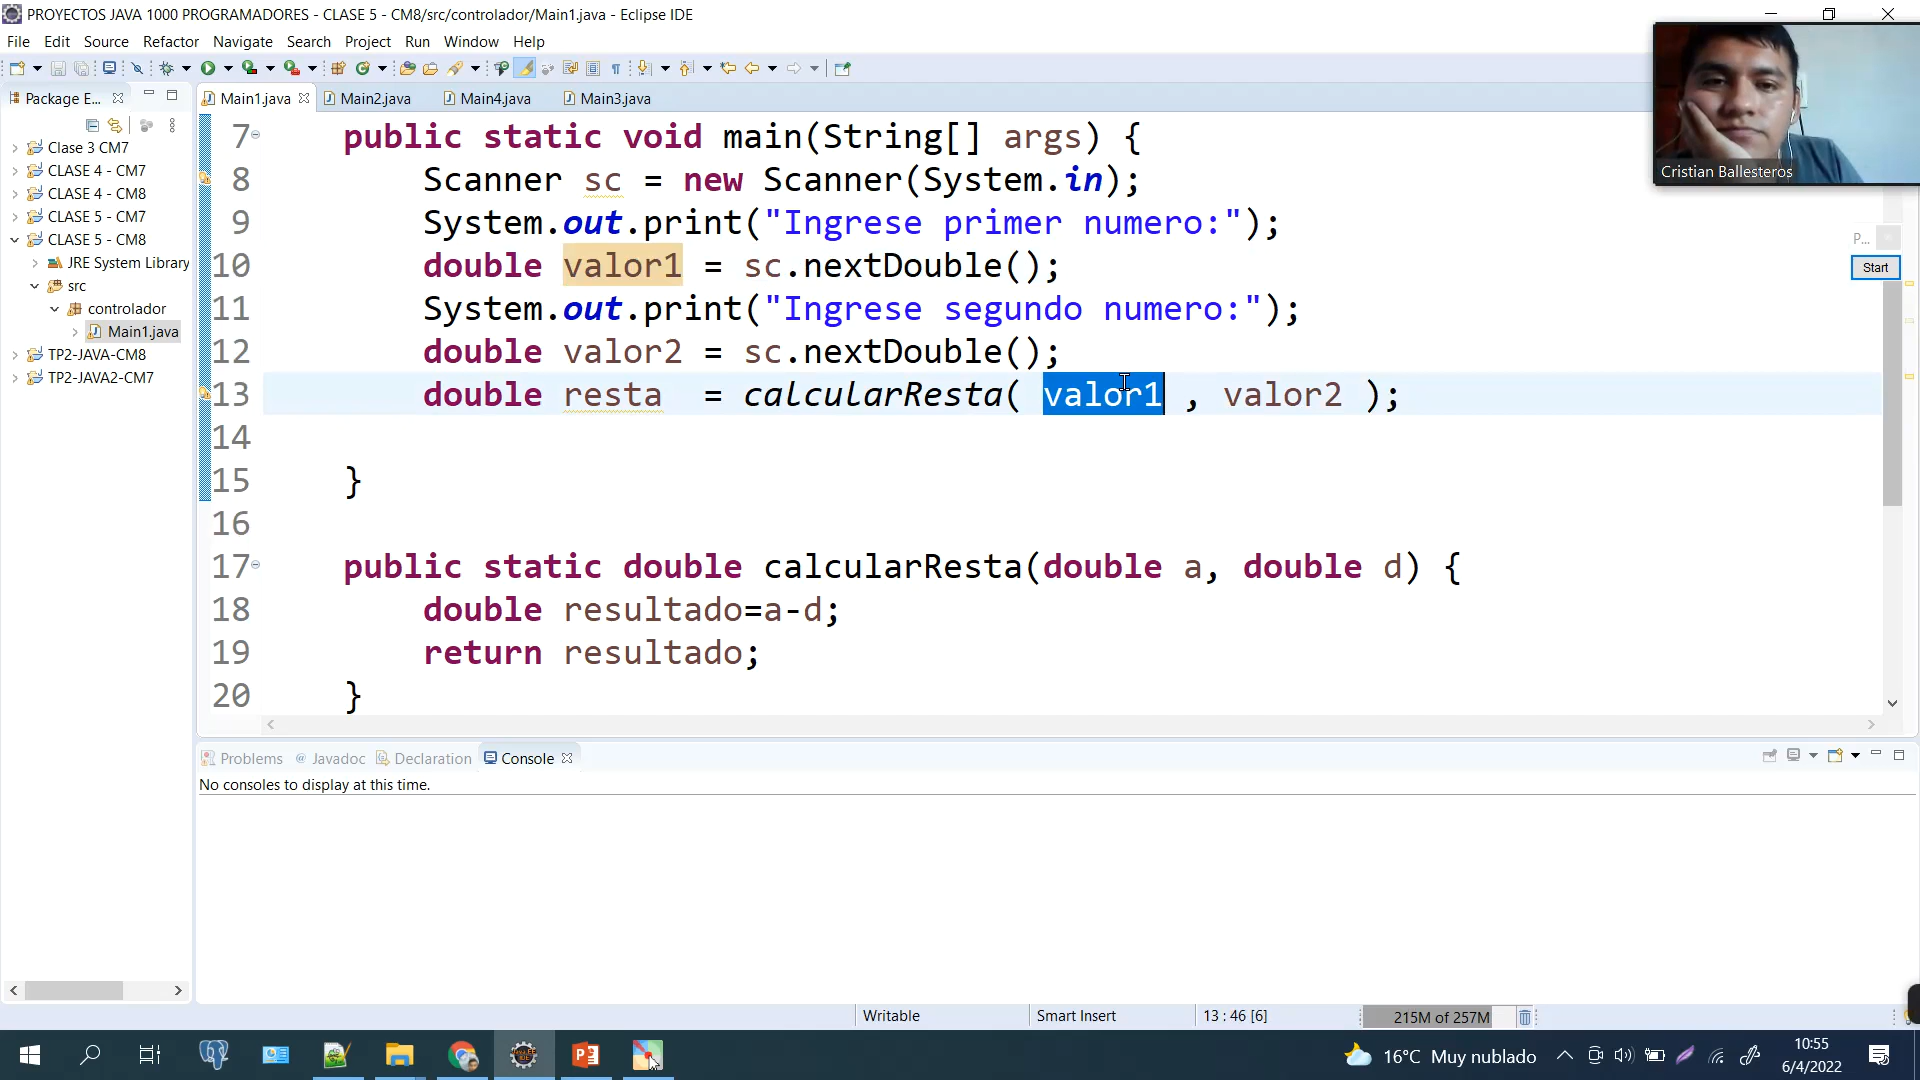 PROYECTOS JAVA 1000 PROGRAMADORES - CLASE 5 - CM8/src/controlador/Main1.java - Eclipse IDE
File Edit Source Refactor Navigate Search Project Run Window Help
Package E...
Main1.java
Main2.java
Main4.java
Main3.java
Clase 3 CM7
CLASE 4 - CM7
CLASE 4 - CM8
CLASE 5 - CM7
CLASE 5 - CM8
JRE System Library
src
controlador
Main1.java
TP2-JAVA-CM8
TP2-JAVA2-CM7
7 public static void main(String[] args) {
8 Scanner sc = new Scanner(System.in);
9 System.out.print("Ingrese primer numero:");
10 double valor1 = sc.nextDouble();
11 System.out.print("Ingrese segundo numero:");
12 double valor2 = sc.nextDouble();
13 double resta = calcularResta( valor1 , valor2 );
14
15 }
16
17 public static double calcularResta(double a, double d) {
18 double resultado=a-d;
19 return resultado;
20 }
Cristian Ballesteros
P...
Start
Problems @ Javadoc Declaration Console
No consoles to display at this time.
Writable
Smart Insert
13 : 46 [6]
215M of 257M
16°C Muy nublado
10:55
6/4/2022